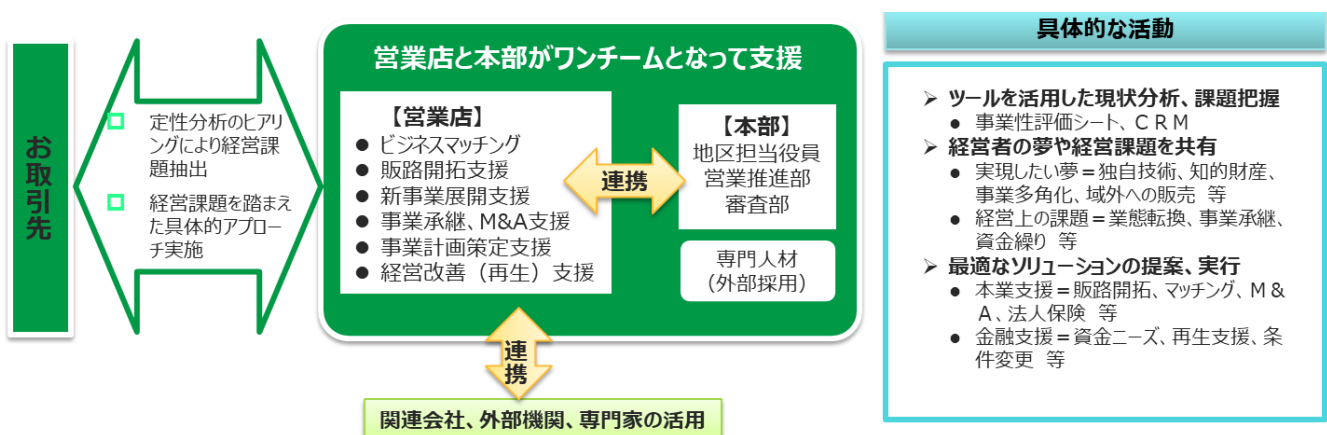 お取引先
□ 定性分析のヒアリ
ングにより経営課
題抽出
□ 経営課題を踏まえ
た具体的アプロー
チ実施
営業店と本部がワンチームとなって支援
【営業店】
● ビジネスマッチング
● 販路開拓支援
● 新事業展開支援
● 事業承継、M&A支援
● 事業計画策定支援
● 経営改善（再生）支援
連携
【本部】
地区担当役員
営業推進部
審査部
専門人材
（外部採用）
連携
関連会社、外部機関、専門家の活用
具体的な活動
➢ ツールを活用した現状分析、課題把握
● 事業性評価シート、ＣＲＭ
➢ 経営者の夢や経営課題を共有
● 実現したい夢＝独自技術、知的財産、
事業多角化、域外への販売 等
● 経営上の課題＝業態転換、事業承継、
資金繰り 等
➢ 最適なソリューションの提案、実行
● 本業支援＝販路開拓、マッチング、Ｍ＆
Ａ、法人保険 等
● 金融支援＝資金ニーズ、再生支援、条
件変更 等